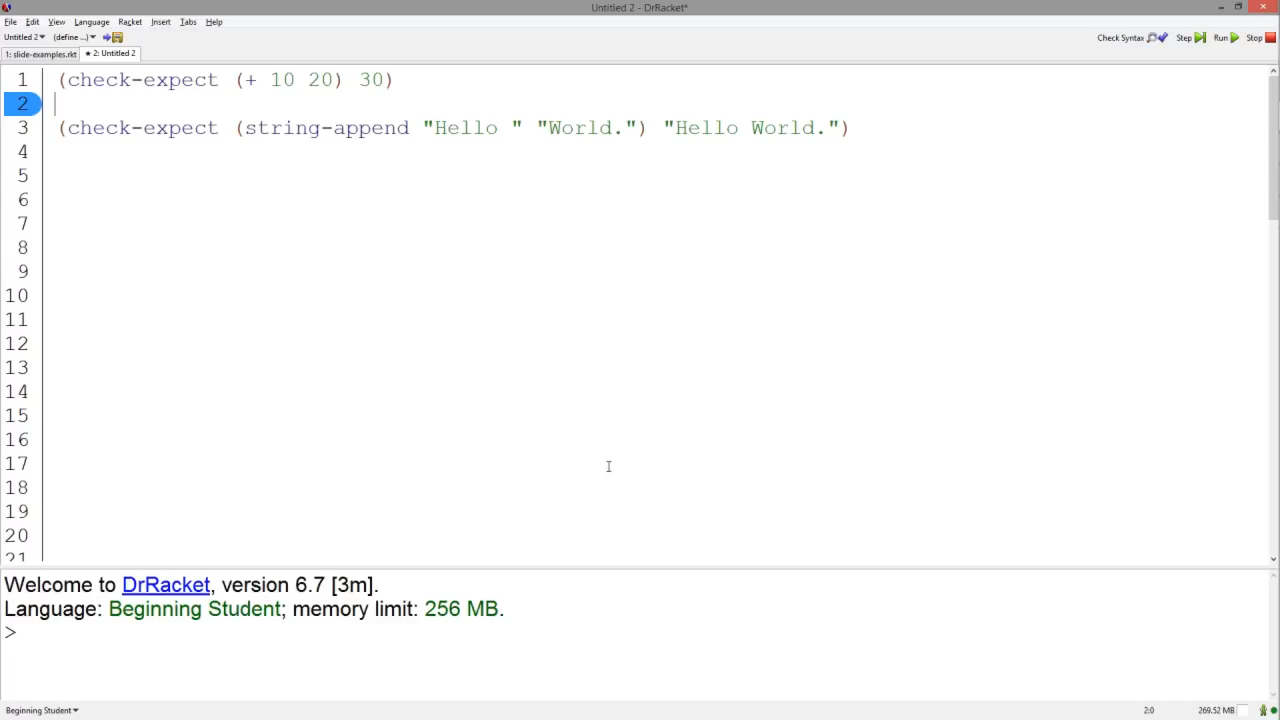 Untitled 2 - DrRacket*
File Edit View Language Racket Insert Tabs Help
Untitled 2 (define ...) Check Syntax Step Run Stop
1: slide-examples.rkt ★ 2: Untitled 2
1 (check-expect (+ 10 20) 30)
2
3 (check-expect (string-append "Hello " "World.") "Hello World.")
4
5
6
7
8
9
10
11
12
13
14
15
16
17
18
19
20
21
Welcome to DrRacket, version 6.7 [3m].
Language: Beginning Student; memory limit: 256 MB.
>
Beginning Student 2:0 269.52 MB